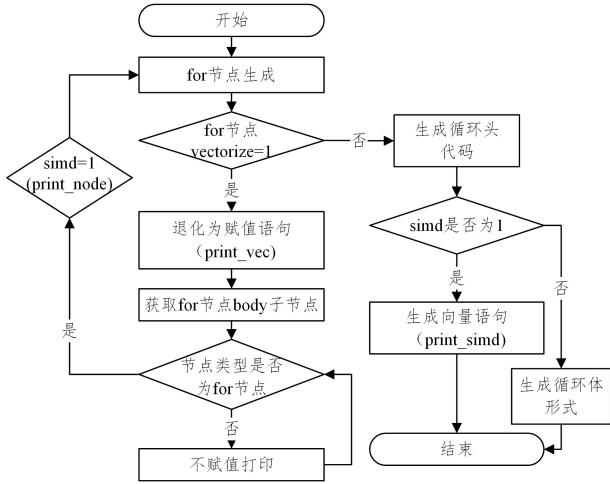 开始
for节点生成
for节点
vectorize=1
否
生成循环头
代码
simd=1
(print_node)
是
退化为赋值语句
（print_vec)
simd是否为1
是
否
获取for节点body子节点
生成向量语句
（print_simd)
是
节点类型是否
为for节点
生成循环体
形式
否
不赋值打印
结束